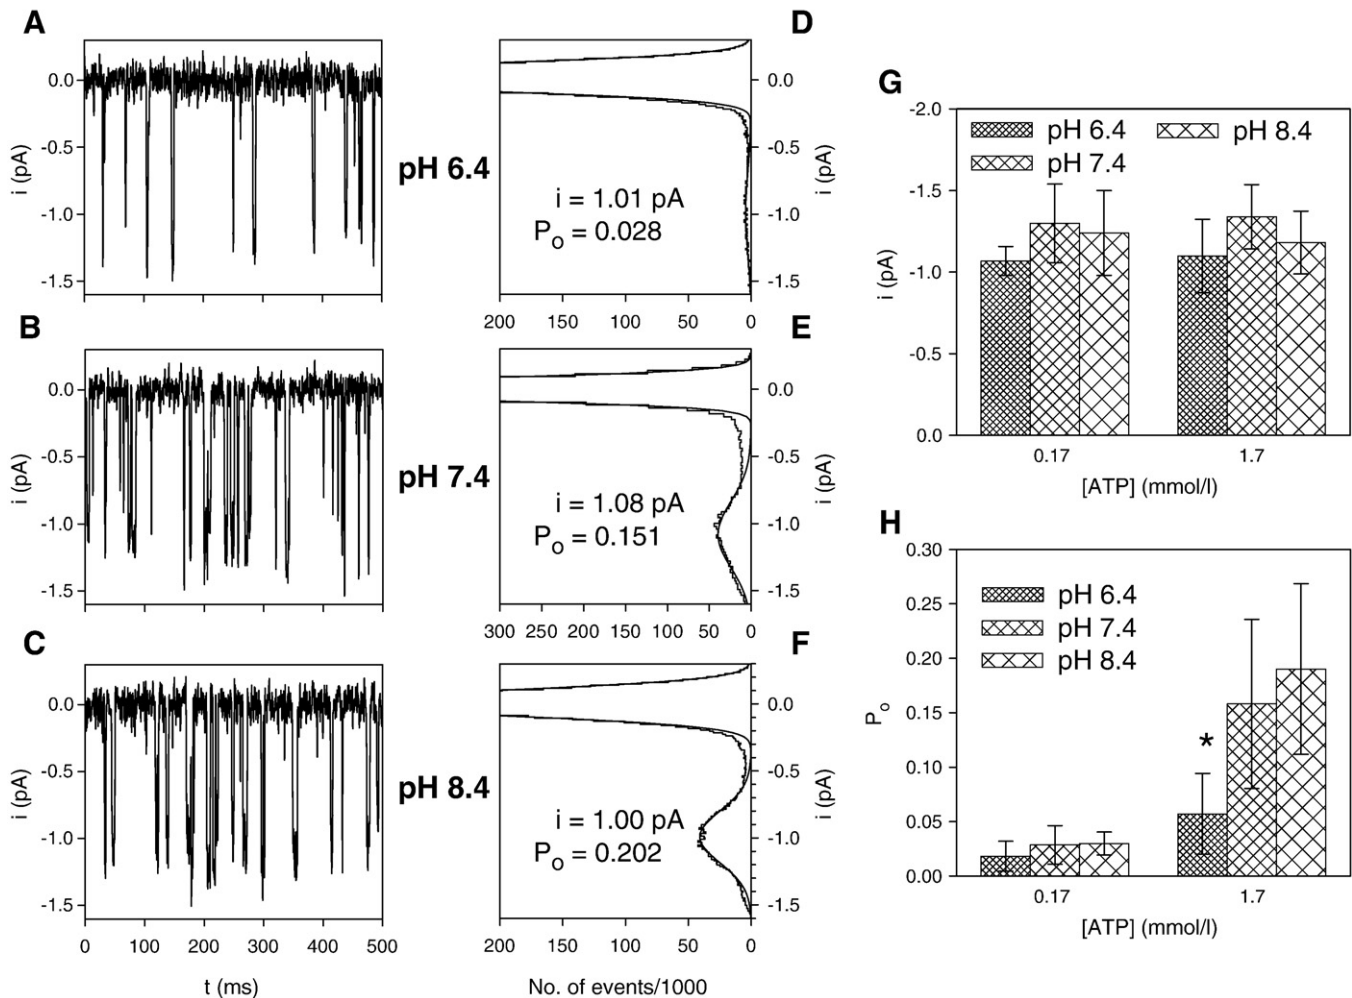 A
0.0
-0.5
-1.0
-1.5
i (pA)
pH 6.4
D
0.0
-0.5
-1.0
-1.5
i (pA)
i = 1.01 pA
Po = 0.028
200 150 100 50 0
B
0.0
-0.5
-1.0
-1.5
i (pA)
pH 7.4
E
0.0
-0.5
-1.0
-1.5
i (pA)
i = 1.08 pA
Po = 0.151
300 250 200 150 100 50 0
C
0.0
-0.5
-1.0
-1.5
i (pA)
0 100 200 300 400 500
t (ms)
pH 8.4
F
0.0
-0.5
-1.0
-1.5
i (pA)
i = 1.00 pA
Po = 0.202
200 150 100 50 0
No. of events/1000
G
-2.0
-1.5
-1.0
-0.5
0.0
i (pA)
pH 6.4 pH 8.4
pH 7.4
0.17 1.7
[ATP] (mmol/l)
H
0.30
0.25
0.20
0.15
0.10
0.05
0.00
Po
pH 6.4
pH 7.4
pH 8.4
*
0.17 1.7
[ATP] (mmol/l)